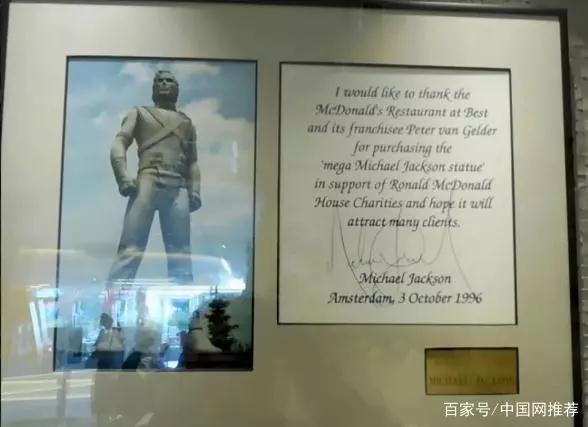 I would like to thank the
McDonald's Restaurant at Best
and its franchisee Peter van Gelder
for purchasing the
'mega Michael Jackson statue'
in support of Ronald McDonald
House Charities and hope it will
attract many clients.
Michael Jackson
Amsterdam, 3 October 1996
MICHAEL JACKSON
百家号/中国网推荐